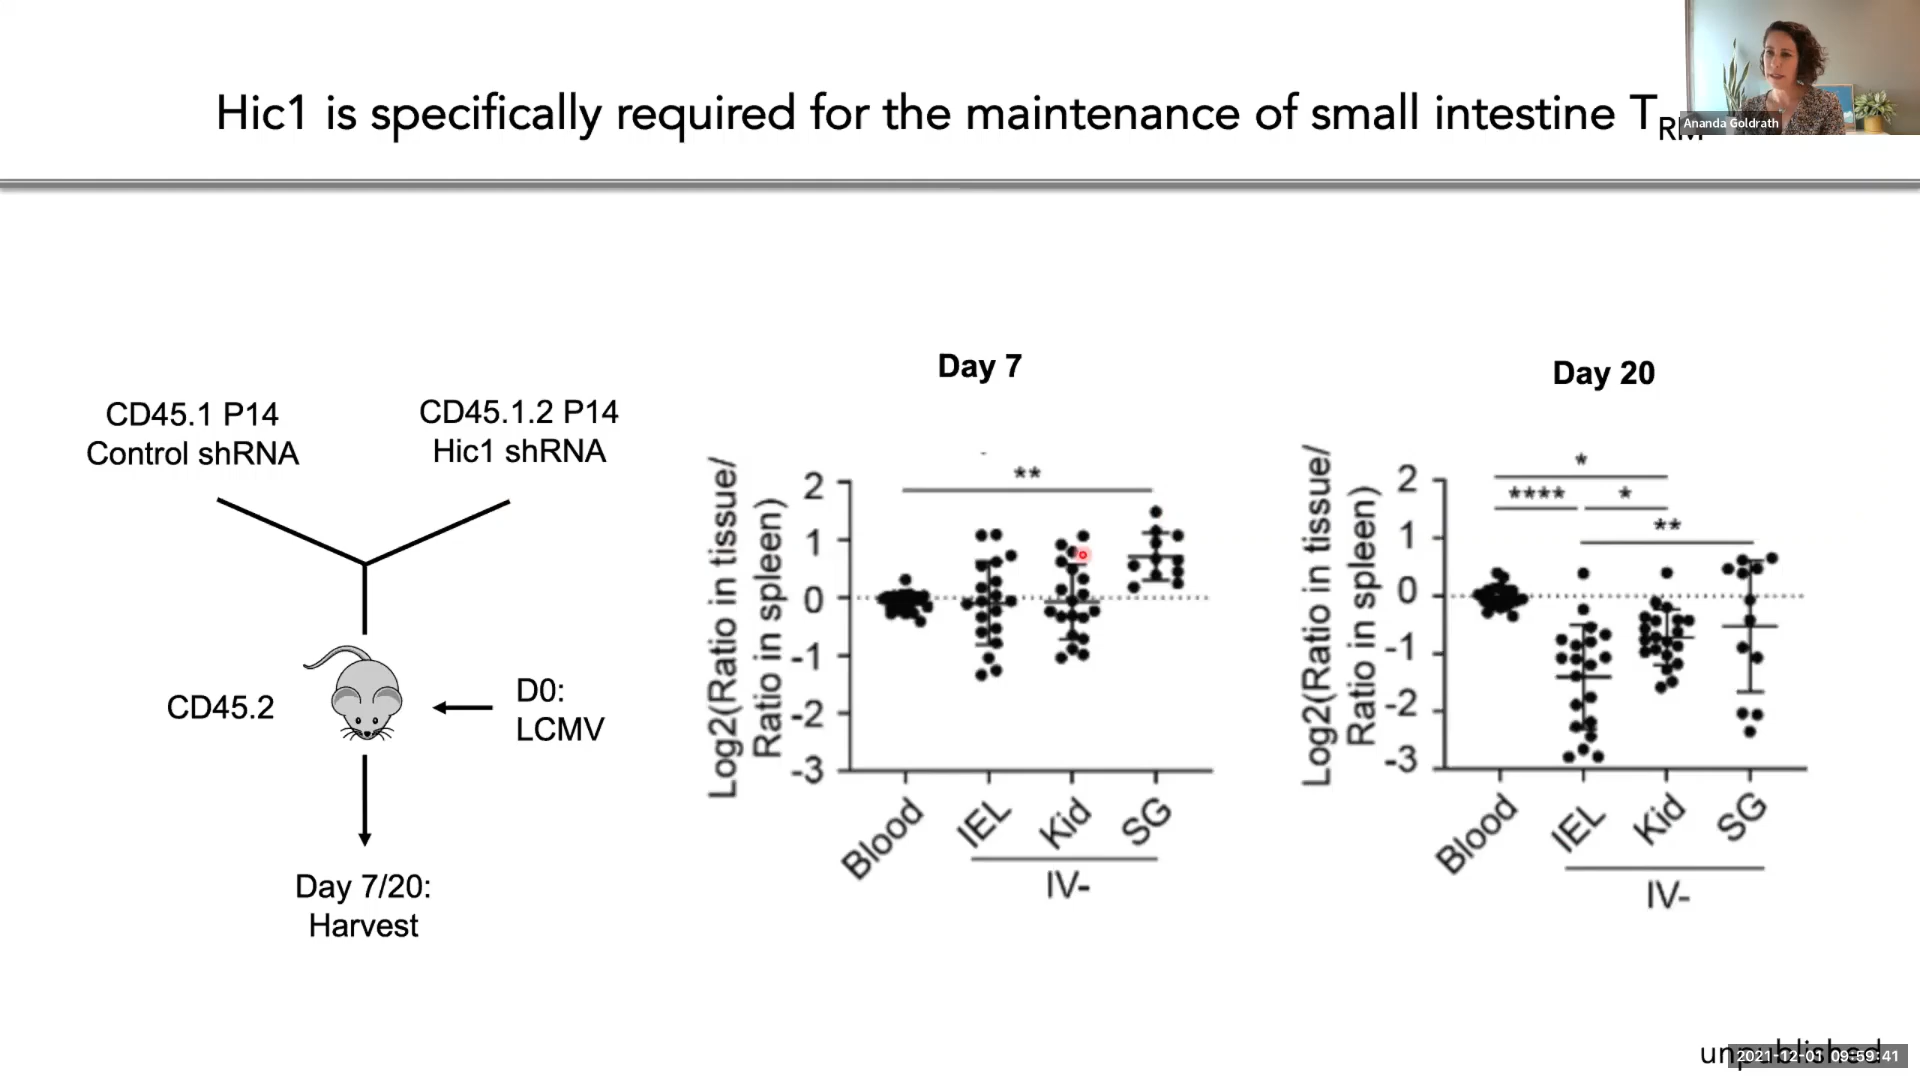 Hic1 is specifically required for the maintenance of small intestine TRM
Ananda Goldrath
CD45.1 P14
Control shRNA
CD45.1.2 P14
Hic1 shRNA
CD45.2
D0:
LCMV
Day 7/20:
Harvest
Day 7
Log2(Ratio in tissue/
Ratio in spleen)
**
2
1
0
-1
-2
-3
Blood
IEL
Kid
SG
IV-
Day 20
Log2(Ratio in tissue/
Ratio in spleen)
*
**** *
**
2
1
0
-1
-2
-3
Blood
IEL
Kid
SG
IV-
unpublished
2021-12-01 09:59:41